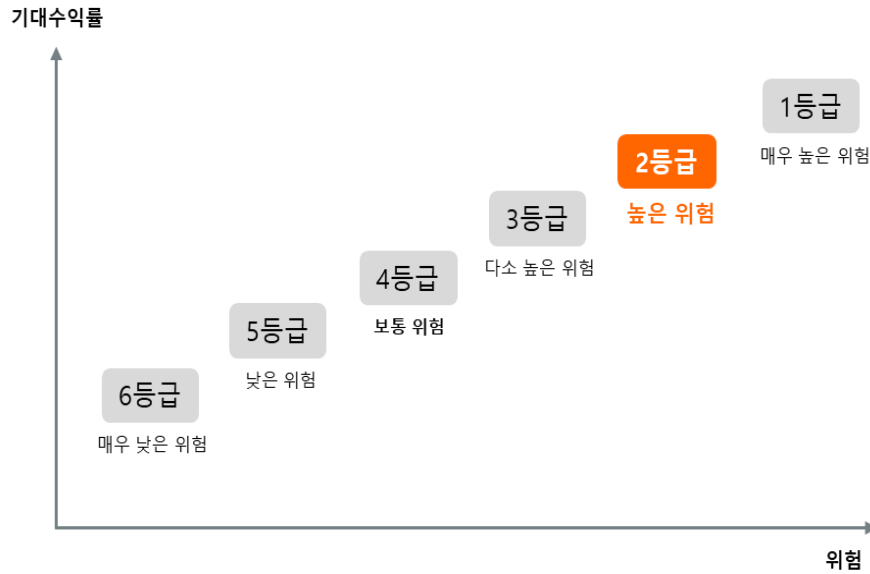 기대수익률
1등급
매우 높은 위험
2등급
높은 위험
3등급
다소 높은 위험
4등급
보통 위험
5등급
낮은 위험
6등급
매우 낮은 위험
위험